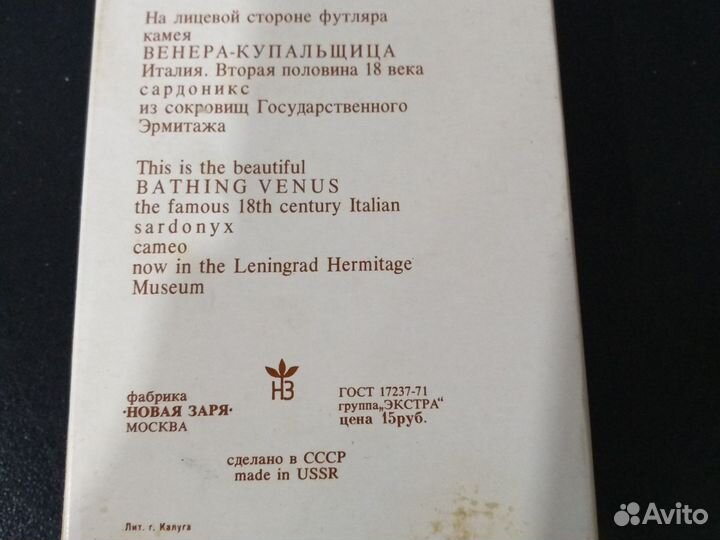 На лицевой стороне футляра
камея
ВЕНЕРА-КУПАЛЬЩИЦА
Италия. Вторая половина 18 века
сардоникс
из сокровищ Государственного
Эрмитажа
This is the beautiful
BATHING VENUS
the famous 18th century Italian
sardonyx
cameo
now in the Leningrad Hermitage
Museum
НЗ
фабрика
·НОВАЯ ЗАРЯ·
МОСКВА
ГОСТ 17237-71
группа„ЭКСТРА“
цена 15руб.
сделано в СССР
made in USSR
Лит. г. Калуга
Avito